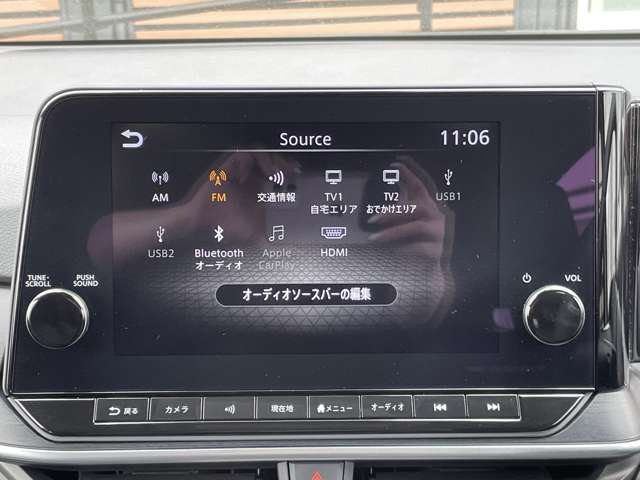 Source
11:06
AM
FM
交通情報
TV1
自宅エリア
TV2
おでかけエリア
USB1
USB2
Bluetooth
オーディオ
Apple
CarPlay
HDMI
オーディオソースバーの編集
TUNE・
SCROLL
PUSH
SOUND
VOL
戻る
カメラ
現在地
メニュー
オーディオ